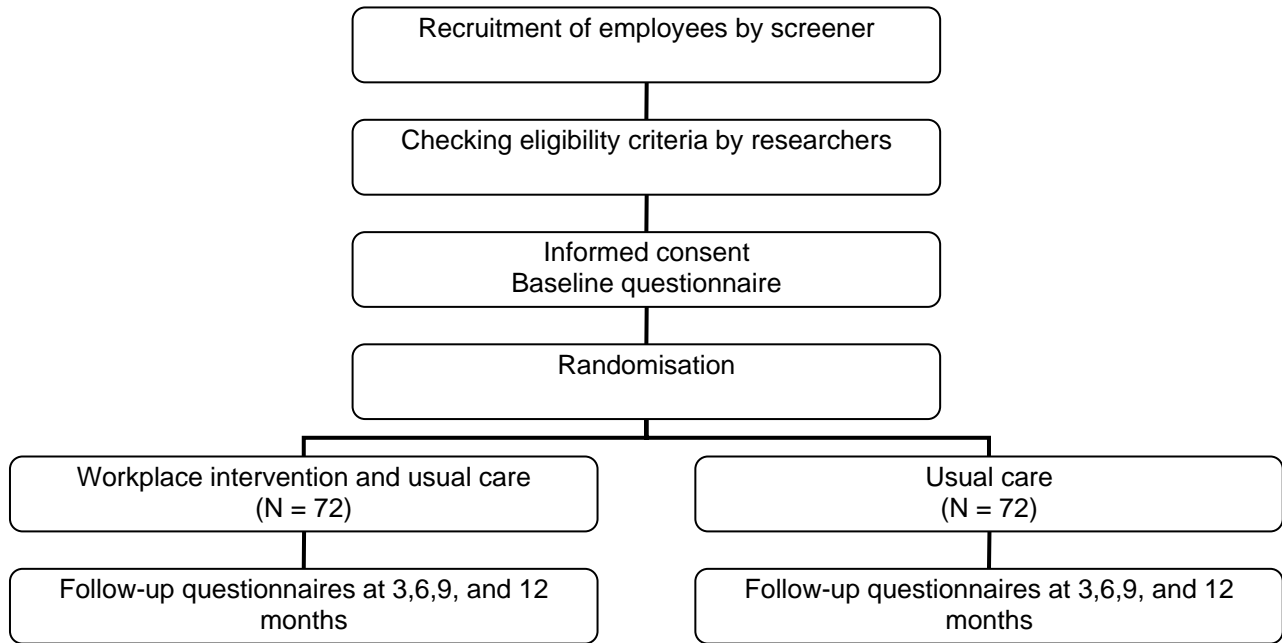 Recruitment of employees by screener
Checking eligibility criteria by researchers
Informed consent
Baseline questionnaire
Randomisation
Workplace intervention and usual care
(N = 72)
Usual care
(N = 72)
Follow-up questionnaires at 3,6,9, and 12
months
Follow-up questionnaires at 3,6,9, and 12
months